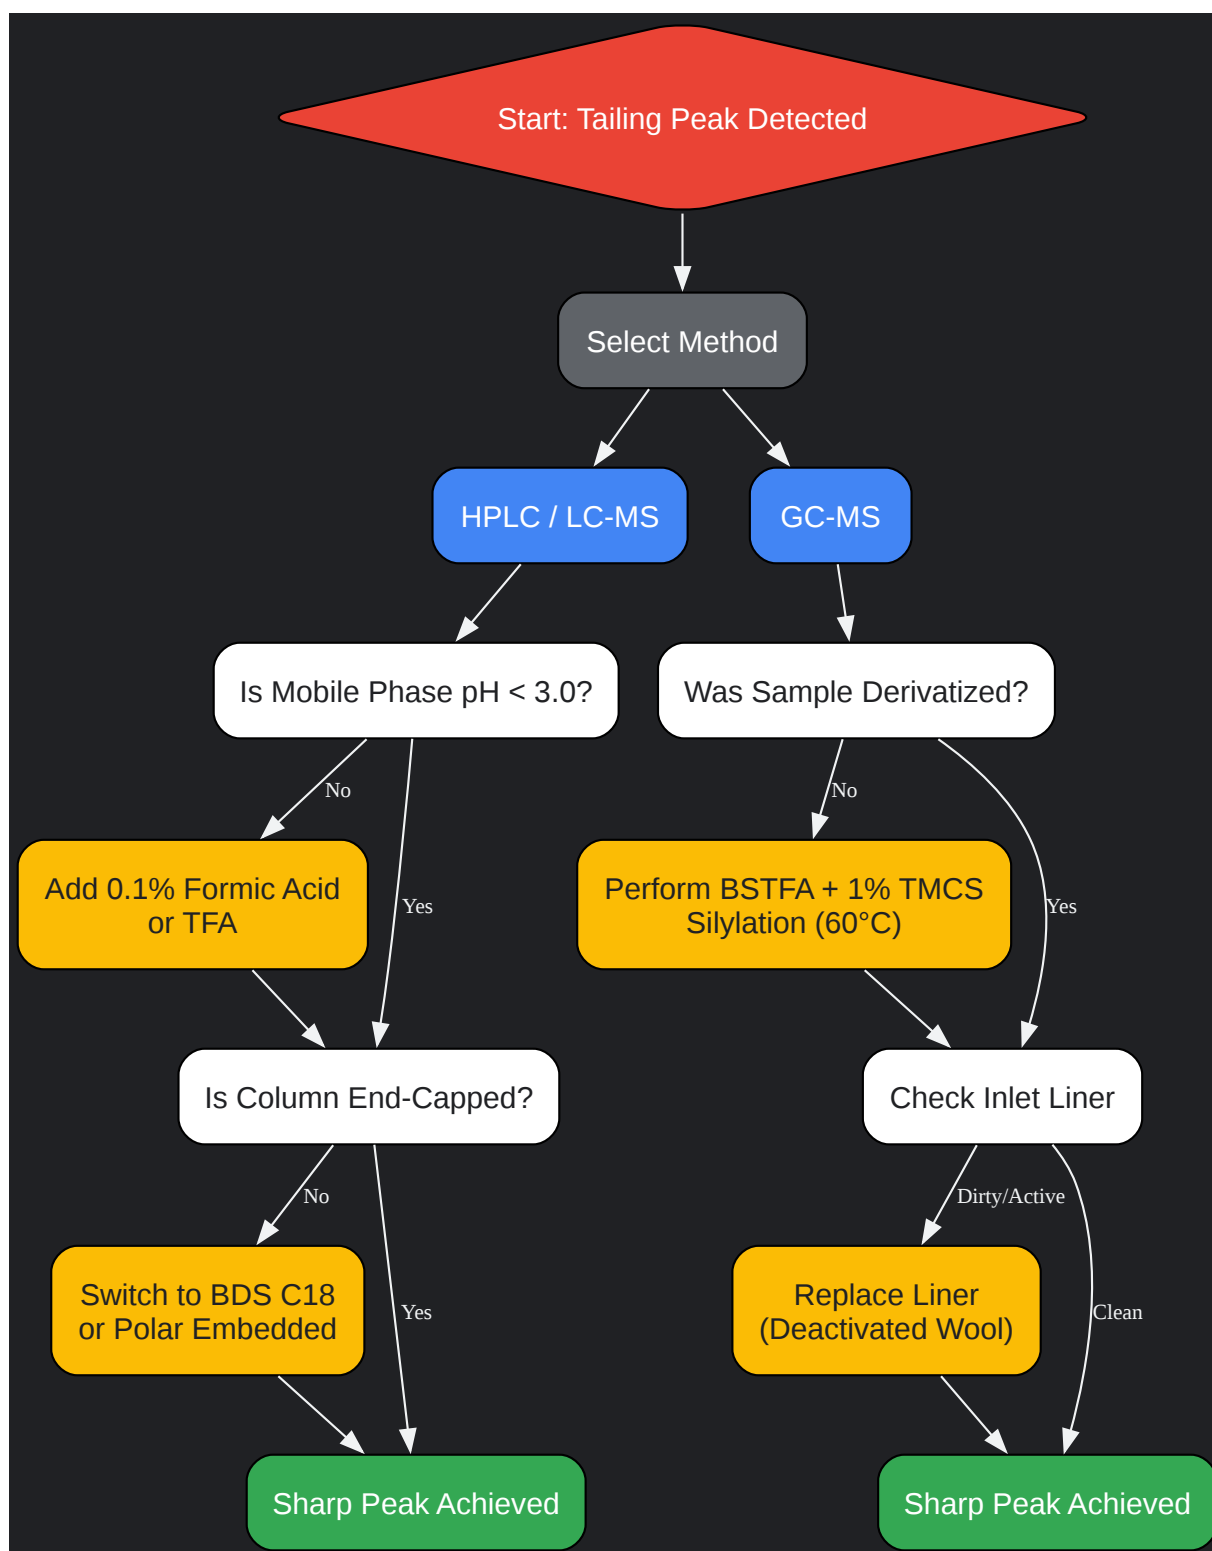 Start: Tailing Peak Detected
Select Method
HPLC / LC-MS
GC-MS
Is Mobile Phase pH < 3.0?
Was Sample Derivatized?
No
No
Add 0.1% Formic Acid
or TFA
Yes
Perform BSTFA + 1% TMCS
Silylation (60°C)
Yes
Is Column End-Capped?
Check Inlet Liner
No
Dirty/Active
Switch to BDS C18
or Polar Embedded
Yes
Replace Liner
(Deactivated Wool)
Clean
Sharp Peak Achieved
Sharp Peak Achieved